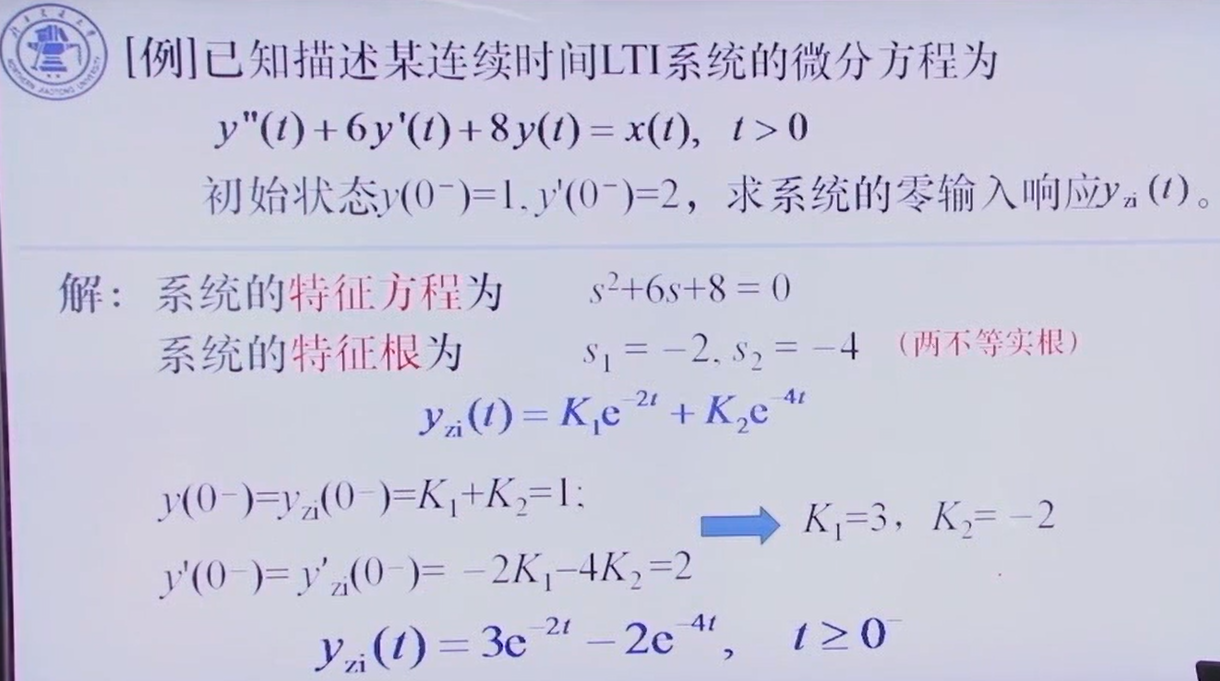 [例]已知描述某连续时间LTI系统的微分方程为
y"(t)+6y'(t)+8y(t)=x(t), t>0
初始状态y(0⁻)=1, y'(0⁻)=2，求系统的零输入响应y_zi(t)。
解：系统的特征方程为 s²+6s+8=0
系统的特征根为 s₁=−2, s₂=−4 （两不等实根）
y_zi(t)=K₁e^(−2t)+K₂e^(−4t)
y(0⁻)=y_zi(0⁻)=K₁+K₂=1;
K₁=3，K₂=−2
y'(0⁻)=y'_zi(0⁻)=−2K₁−4K₂=2
y_zi(t)=3e^(−2t)−2e^(−4t), t≥0⁻